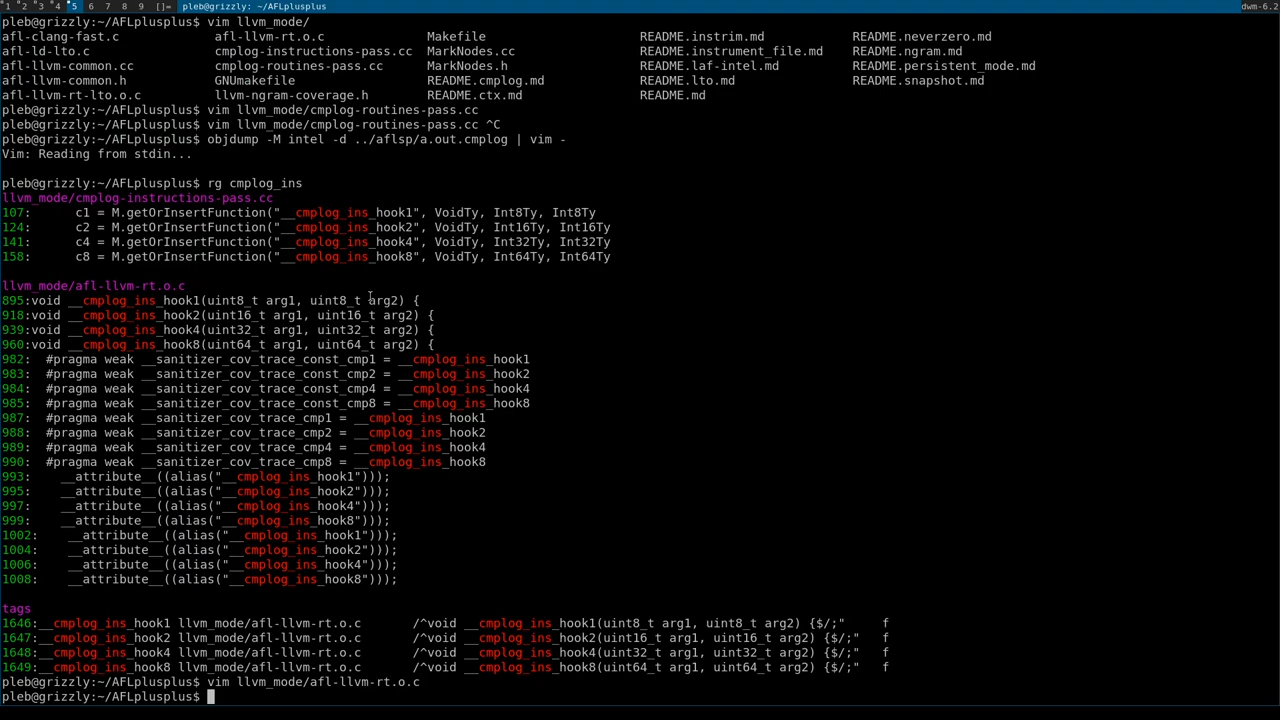 1 2 3 4 5 6 7 8 9 []= pleb@grizzly: ~/AFLplusplus dwm-6.2
pleb@grizzly:~/AFLplusplus$ vim llvm_mode/
afl-clang-fast.c afl-llvm-rt.o.c Makefile README.instrim.md README.neverzero.md
afl-ld-lto.c cmplog-instructions-pass.cc MarkNodes.cc README.instrument_file.md README.ngram.md
afl-llvm-common.cc cmplog-routines-pass.cc MarkNodes.h README.laf-intel.md README.persistent_mode.md
afl-llvm-common.h GNUmakefile README.cmplog.md README.lto.md README.snapshot.md
afl-llvm-rt-lto.o.c llvm-ngram-coverage.h README.ctx.md README.md
pleb@grizzly:~/AFLplusplus$ vim llvm_mode/cmplog-routines-pass.cc
pleb@grizzly:~/AFLplusplus$ vim llvm_mode/cmplog-routines-pass.cc ^C
pleb@grizzly:~/AFLplusplus$ objdump -M intel -d ../aflsp/a.out.cmplog | vim -
Vim: Reading from stdin...
pleb@grizzly:~/AFLplusplus$ rg cmplog_ins
llvm_mode/cmplog-instructions-pass.cc
107: c1 = M.getOrInsertFunction("__cmplog_ins_hook1", VoidTy, Int8Ty, Int8Ty
124: c2 = M.getOrInsertFunction("__cmplog_ins_hook2", VoidTy, Int16Ty, Int16Ty
141: c4 = M.getOrInsertFunction("__cmplog_ins_hook4", VoidTy, Int32Ty, Int32Ty
158: c8 = M.getOrInsertFunction("__cmplog_ins_hook8", VoidTy, Int64Ty, Int64Ty
llvm_mode/afl-llvm-rt.o.c
895:void __cmplog_ins_hook1(uint8_t arg1, uint8_t arg2) {
918:void __cmplog_ins_hook2(uint16_t arg1, uint16_t arg2) {
939:void __cmplog_ins_hook4(uint32_t arg1, uint32_t arg2) {
960:void __cmplog_ins_hook8(uint64_t arg1, uint64_t arg2) {
982: #pragma weak __sanitizer_cov_trace_const_cmp1 = __cmplog_ins_hook1
983: #pragma weak __sanitizer_cov_trace_const_cmp2 = __cmplog_ins_hook2
984: #pragma weak __sanitizer_cov_trace_const_cmp4 = __cmplog_ins_hook4
985: #pragma weak __sanitizer_cov_trace_const_cmp8 = __cmplog_ins_hook8
987: #pragma weak __sanitizer_cov_trace_cmp1 = __cmplog_ins_hook1
988: #pragma weak __sanitizer_cov_trace_cmp2 = __cmplog_ins_hook2
989: #pragma weak __sanitizer_cov_trace_cmp4 = __cmplog_ins_hook4
990: #pragma weak __sanitizer_cov_trace_cmp8 = __cmplog_ins_hook8
993: __attribute__((alias("__cmplog_ins_hook1")));
995: __attribute__((alias("__cmplog_ins_hook2")));
997: __attribute__((alias("__cmplog_ins_hook4")));
999: __attribute__((alias("__cmplog_ins_hook8")));
1002: __attribute__((alias("__cmplog_ins_hook1")));
1004: __attribute__((alias("__cmplog_ins_hook2")));
1006: __attribute__((alias("__cmplog_ins_hook4")));
1008: __attribute__((alias("__cmplog_ins_hook8")));
tags
1646:__cmplog_ins_hook1 llvm_mode/afl-llvm-rt.o.c /^void __cmplog_ins_hook1(uint8_t arg1, uint8_t arg2) {$/;" f
1647:__cmplog_ins_hook2 llvm_mode/afl-llvm-rt.o.c /^void __cmplog_ins_hook2(uint16_t arg1, uint16_t arg2) {$/;" f
1648:__cmplog_ins_hook4 llvm_mode/afl-llvm-rt.o.c /^void __cmplog_ins_hook4(uint32_t arg1, uint32_t arg2) {$/;" f
1649:__cmplog_ins_hook8 llvm_mode/afl-llvm-rt.o.c /^void __cmplog_ins_hook8(uint64_t arg1, uint64_t arg2) {$/;" f
pleb@grizzly:~/AFLplusplus$ vim llvm_mode/afl-llvm-rt.o.c
pleb@grizzly:~/AFLplusplus$